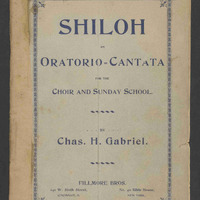 SHILOH
AN
ORATORIO-CANTATA
FOR THE
CHOIR AND SUNDAY SCHOOL.
BY
Chas. H. Gabriel.
FILLMORE BROS.